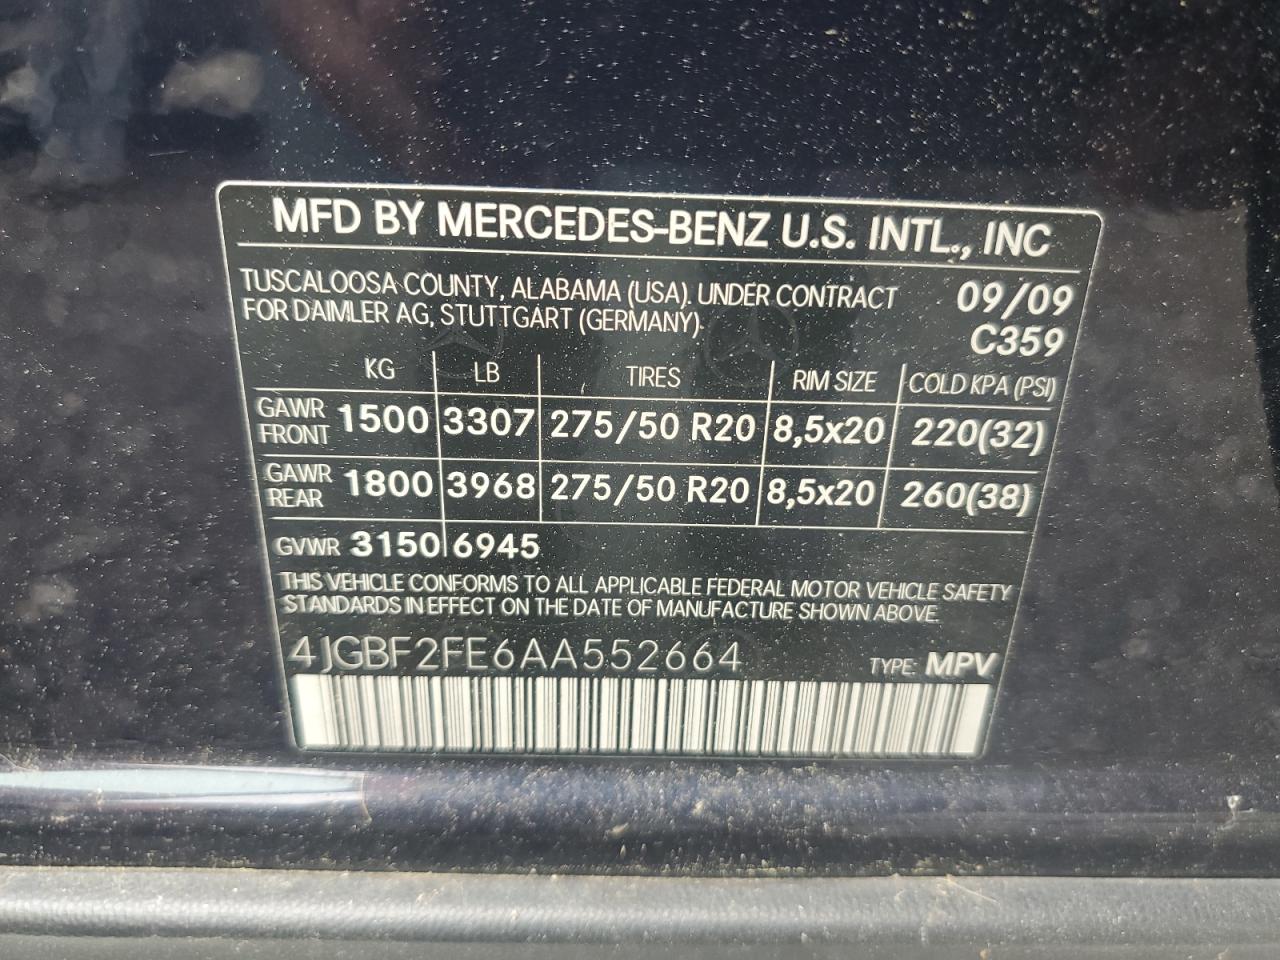 MFD BY MERCEDES-BENZ U.S. INTL., INC
TUSCALOOSA COUNTY, ALABAMA (USA). UNDER CONTRACT 09/09
FOR DAIMLER AG, STUTTGART (GERMANY). C359
KG LB TIRES RIM SIZE COLD KPA (PSI)
GAWR FRONT 1500 3307 275/50 R20 8,5x20 220(32)
GAWR REAR 1800 3968 275/50 R20 8,5x20 260(38)
GVWR 3150 6945
THIS VEHICLE CONFORMS TO ALL APPLICABLE FEDERAL MOTOR VEHICLE SAFETY
STANDARDS IN EFFECT ON THE DATE OF MANUFACTURE SHOWN ABOVE.
4JGBF2FE6AA552664 TYPE: MPV